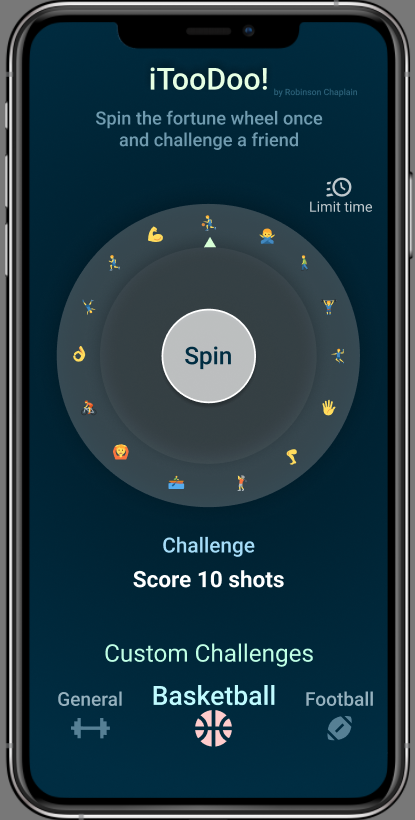 iTooDoo!
by Robinson Chaplain
Spin the fortune wheel once
and challenge a friend
Limit time
Spin
Challenge
Score 10 shots
Custom Challenges
General
Basketball
Football